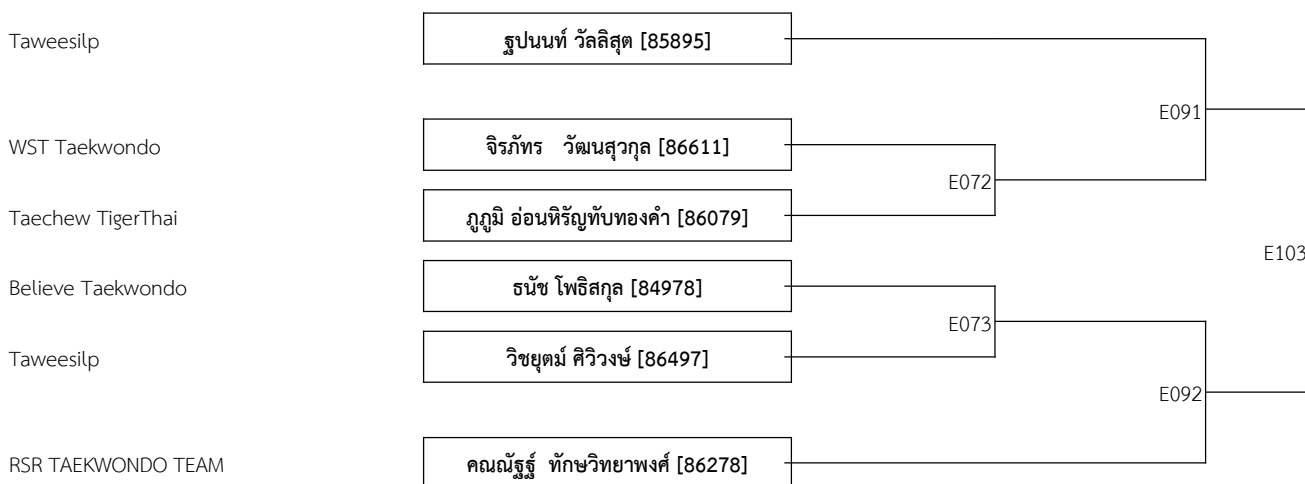 Taweesilp ฐปนนท์ วัลลิสุต [85895]
E091
WST Taekwondo จิรภัทร วัฒนสุวกุล [86611]
E072
Taechew TigerThai ภูภูมิ อ่อนหิรัญทับทองคำ [86079]
E103
Believe Taekwondo ธนัช โพธิสกุล [84978]
E073
Taweesilp วิชยุตม์ ศิวิวงษ์ [86497]
E092
RSR TAEKWONDO TEAM คณณัฐฐ์ ทักษวิทยาพงศ์ [86278]